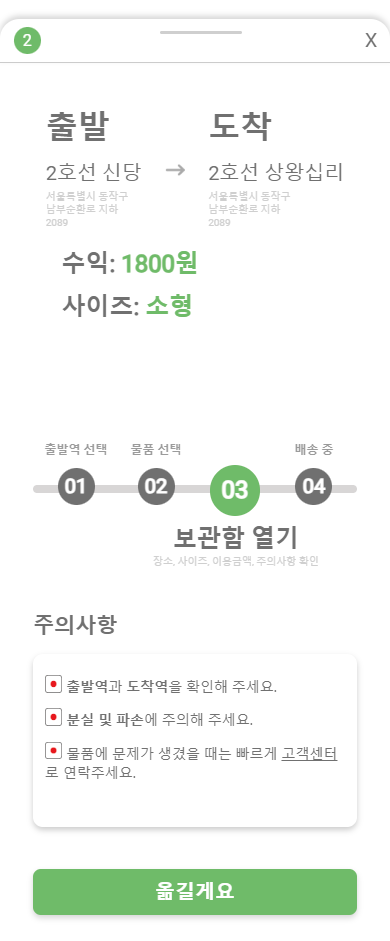 2
X
출발 도착
2호선 신당 → 2호선 상왕십리
서울특별시 동작구 서울특별시 동작구
남부순환로 지하 남부순환로 지하
2089 2089
수익: 1800원
사이즈: 소형
출발역 선택 물품 선택 배송 중
01 02 03 04
보관함 열기
장소, 사이즈, 이용금액, 주의사항 확인
주의사항
출발역과 도착역을 확인해 주세요.
분실 및 파손에 주의해 주세요.
물품에 문제가 생겼을 때는 빠르게 고객센터
로 연락주세요.
옮길게요